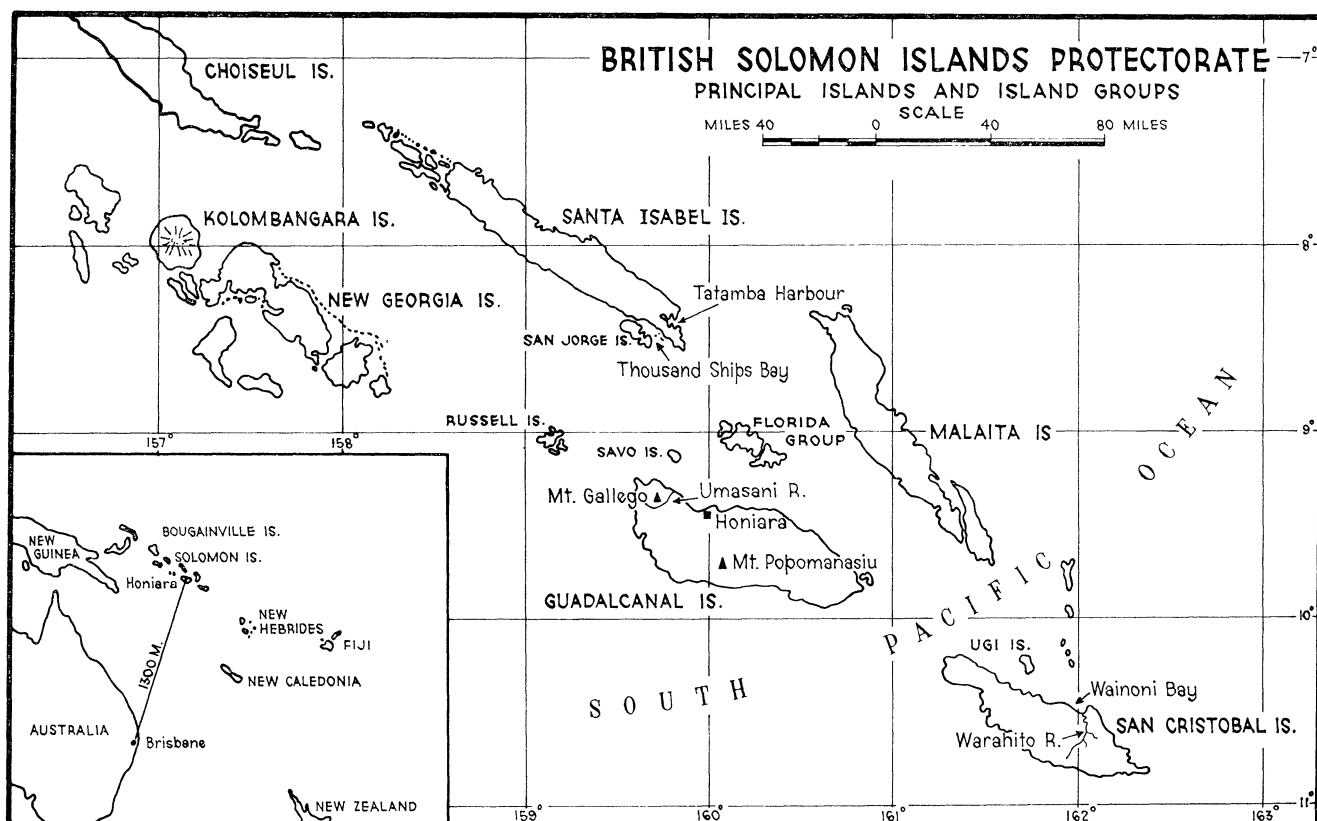 BRITISH SOLOMON ISLANDS PROTECTORATE
PRINCIPAL ISLANDS AND ISLAND GROUPS
SCALE
MILES 40 0 40 80 MILES
7°
CHOISEUL IS.
KOLOMBANGARA IS.
SANTA ISABEL IS.
8°
NEW GEORGIA IS.
Tatamba Harbour
SAN JORGE IS.
Thousand Ships Bay
RUSSELL IS.
FLORIDA
GROUP
MALAITA IS
9°
157°
158°
SAVO IS.
Mt. Gallego
Umasani R.
Honiara
Mt. Popomanasiu
GUADALCANAL IS.
SOUTH
PACIFIC
OCEAN
10°
UGI IS.
Wainoni Bay
SAN CRISTOBAL IS.
Warahito R.
11°
159°
160°
161°
162°
163°
NEW
GUINEA
BOUGAINVILLE IS.
SOLOMON IS.
Honiara
NEW
HEBRIDES
FIJI
1300 M.
NEW CALEDONIA
AUSTRALIA
Brisbane
NEW ZEALAND